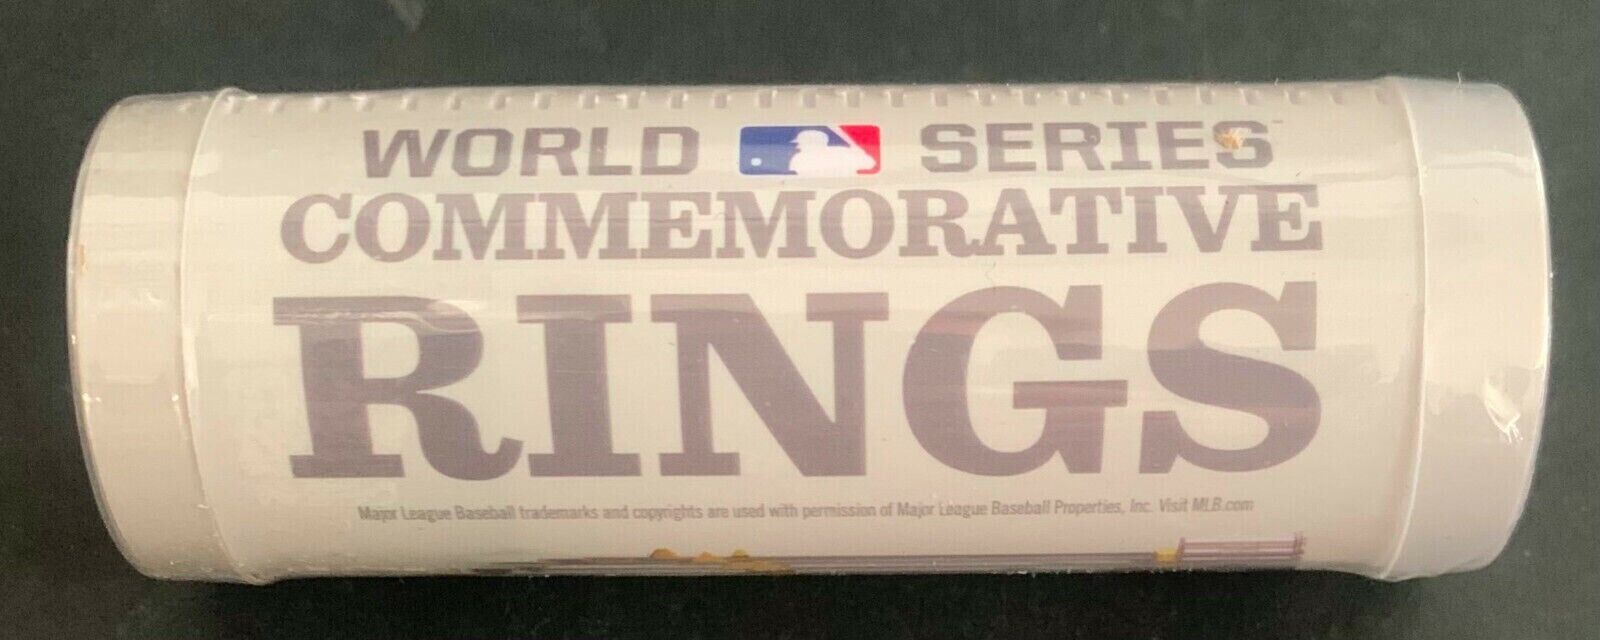 WORLD SERIES™
COMMEMORATIVE
RINGS
Major League Baseball trademarks and copyrights are used with permission of Major League Baseball Properties, Inc. Visit MLB.com